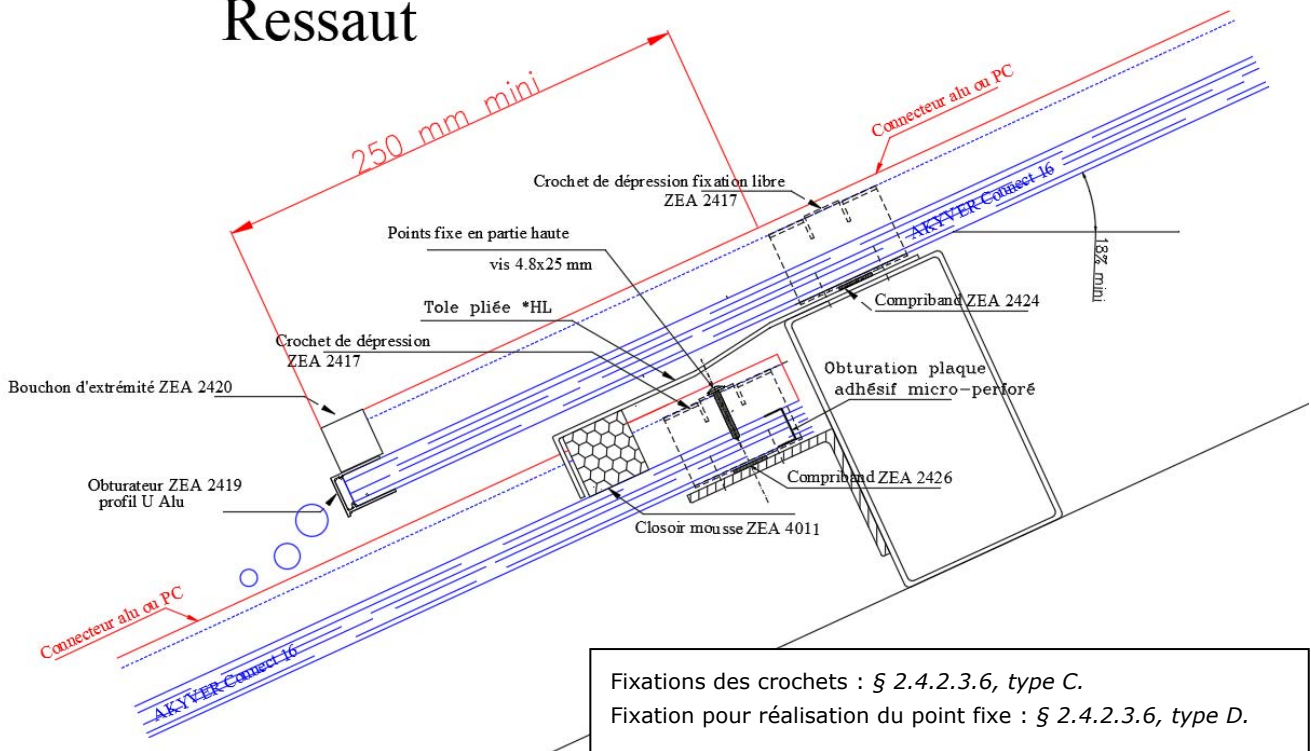 Ressaut
250 mm mini
Connecteur alu ou PC
Crochet de dépression fixation libre
ZEA 2417
AKYVER Connect 16
Points fixe en partie haute
vis 4.8x25 mm
18% mini
Tole pliée *HL
Compriband ZEA 2424
Crochet de dépression
ZEA 2417
Obturation plaque
adhésif micro-perforé
Bouchon d'extrémité ZEA 2420
Compriband ZEA 2426
Obturateur ZEA 2419
profil U Alu
Closoir mousse ZEA 4011
Connecteur alu ou PC
AKYVER Connect 16
Fixations des crochets : § 2.4.2.3.6, type C.
Fixation pour réalisation du point fixe : § 2.4.2.3.6, type D.